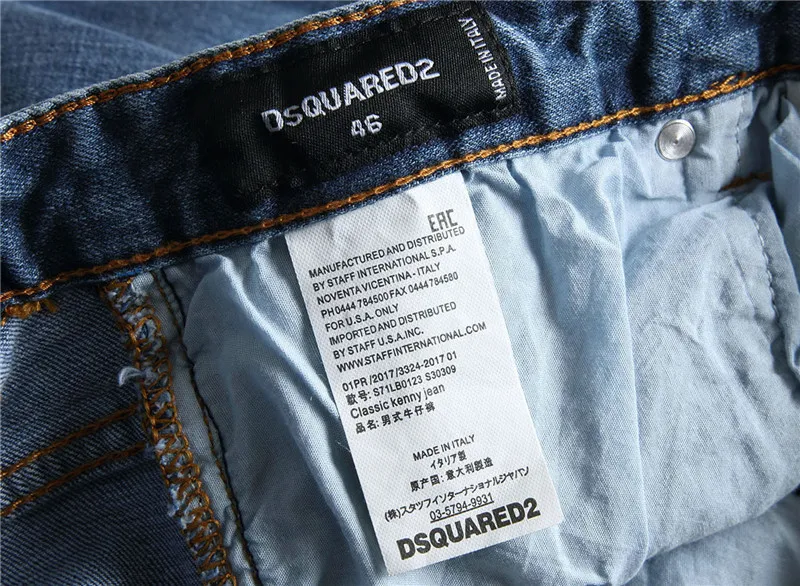 DSQUARED2
46
MADE IN ITALY
EAC
MANUFACTURED AND DISTRIBUTED
BY STAFF INTERNATIONAL S.P.A.
NOVENTA VICENTINA - ITALY
PH0444 784500 FAX 0444 784580
FOR U.S.A. ONLY
IMPORTED AND DISTRIBUTED
BY STAFF U.S.A.INC.
WWW.STAFFINTERNATIONAL.COM
01PR /2017/3324-2017 01
款号: S71LB0123 S30309
Classic kenny jean
品名: 男式牛仔裤
MADE IN ITALY
イタリア製
原产国: 意大利製造
(株)スタッフインターナショナルジャパン
03-5794-9931
DSQUARED2